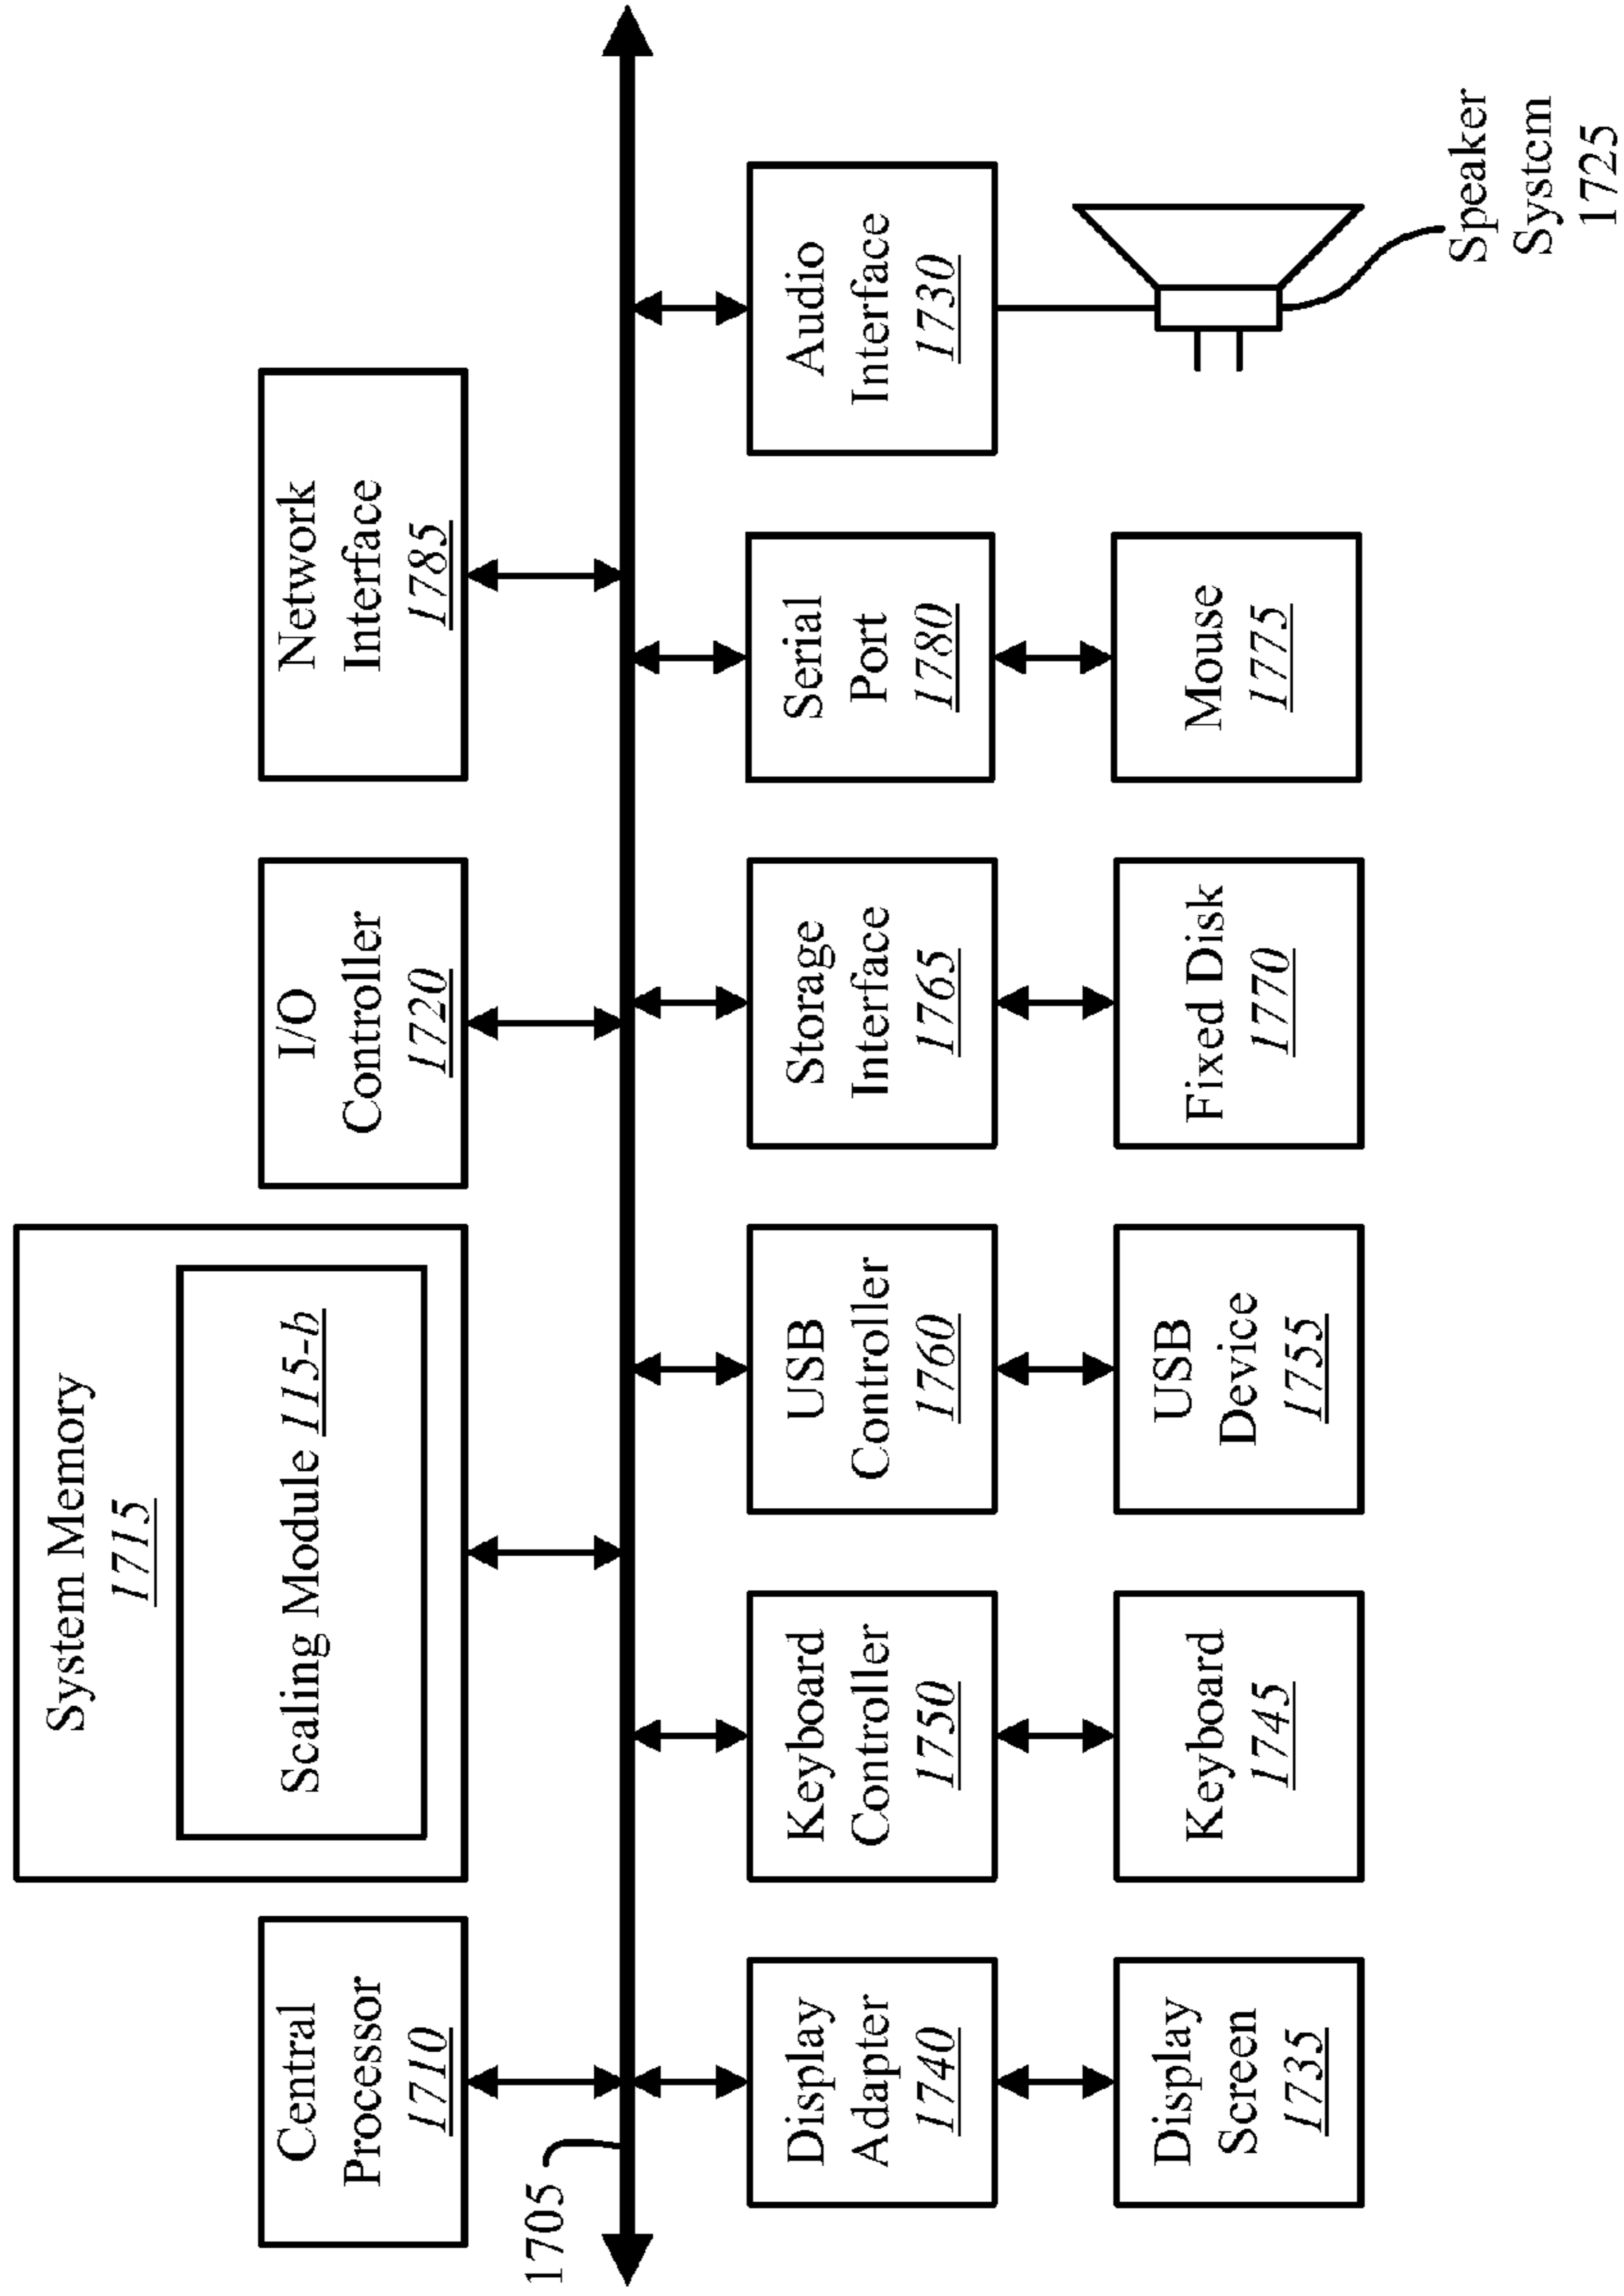 System Memory
1715
Scaling Module 115-b
Central
Processor
1710
I/O
Controller
1720
Network
Interface
1785
1705
Display
Adapter
1740
Keyboard
Controller
1750
USB
Controller
1760
Storage
Interface
1765
Serial
Port
1780
Audio
Interface
1730
Display
Screen
1735
Keyboard
1745
USB
Device
1755
Fixed Disk
1770
Mouse
1775
Speaker
System
1725